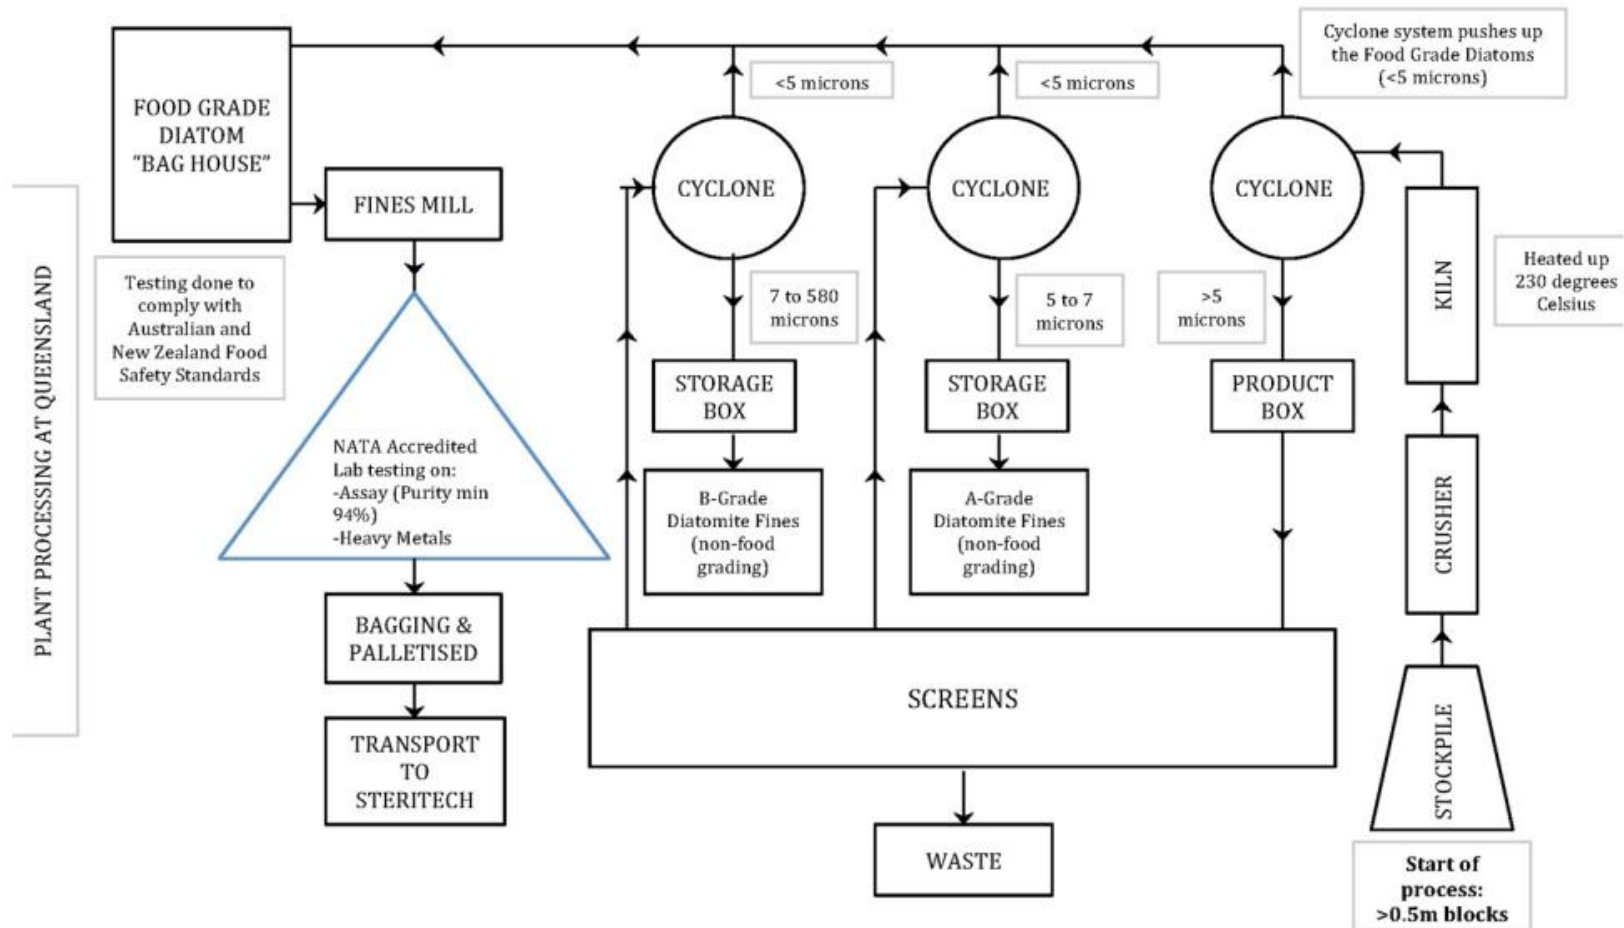 Cyclone system pushes up
the Food Grade Diatoms
(<5 microns)
<5 microns
<5 microns
FOOD GRADE
DIATOM
"BAG HOUSE"
FINES MILL
CYCLONE
CYCLONE
CYCLONE
KILN
Heated up
230 degrees
Celsius
PLANT PROCESSING AT QUEENSLAND
Testing done to
comply with
Australian and
New Zealand Food
Safety Standards
7 to 580
microns
5 to 7
microns
>5
microns
STORAGE
BOX
STORAGE
BOX
PRODUCT
BOX
NATA Accredited
Lab testing on:
-Assay (Purity min
94%)
-Heavy Metals
B-Grade
Diatomite Fines
(non-food
grading)
A-Grade
Diatomite Fines
(non-food
grading)
CRUSHER
BAGGING &
PALLETISED
SCREENS
STOCKPILE
TRANSPORT
TO
STERITECH
WASTE
Start of
process:
>0.5m blocks